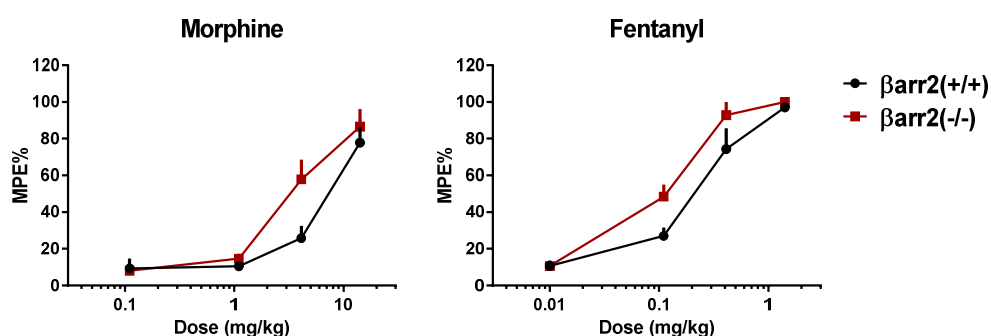 Morphine
MPE%
120
100
80
60
40
20
0
0.1
1
10
Dose (mg/kg)
Fentanyl
MPE%
120
100
80
60
40
20
0
0.01
0.1
1
Dose (mg/kg)
βarr2(+/+)
βarr2(-/-)